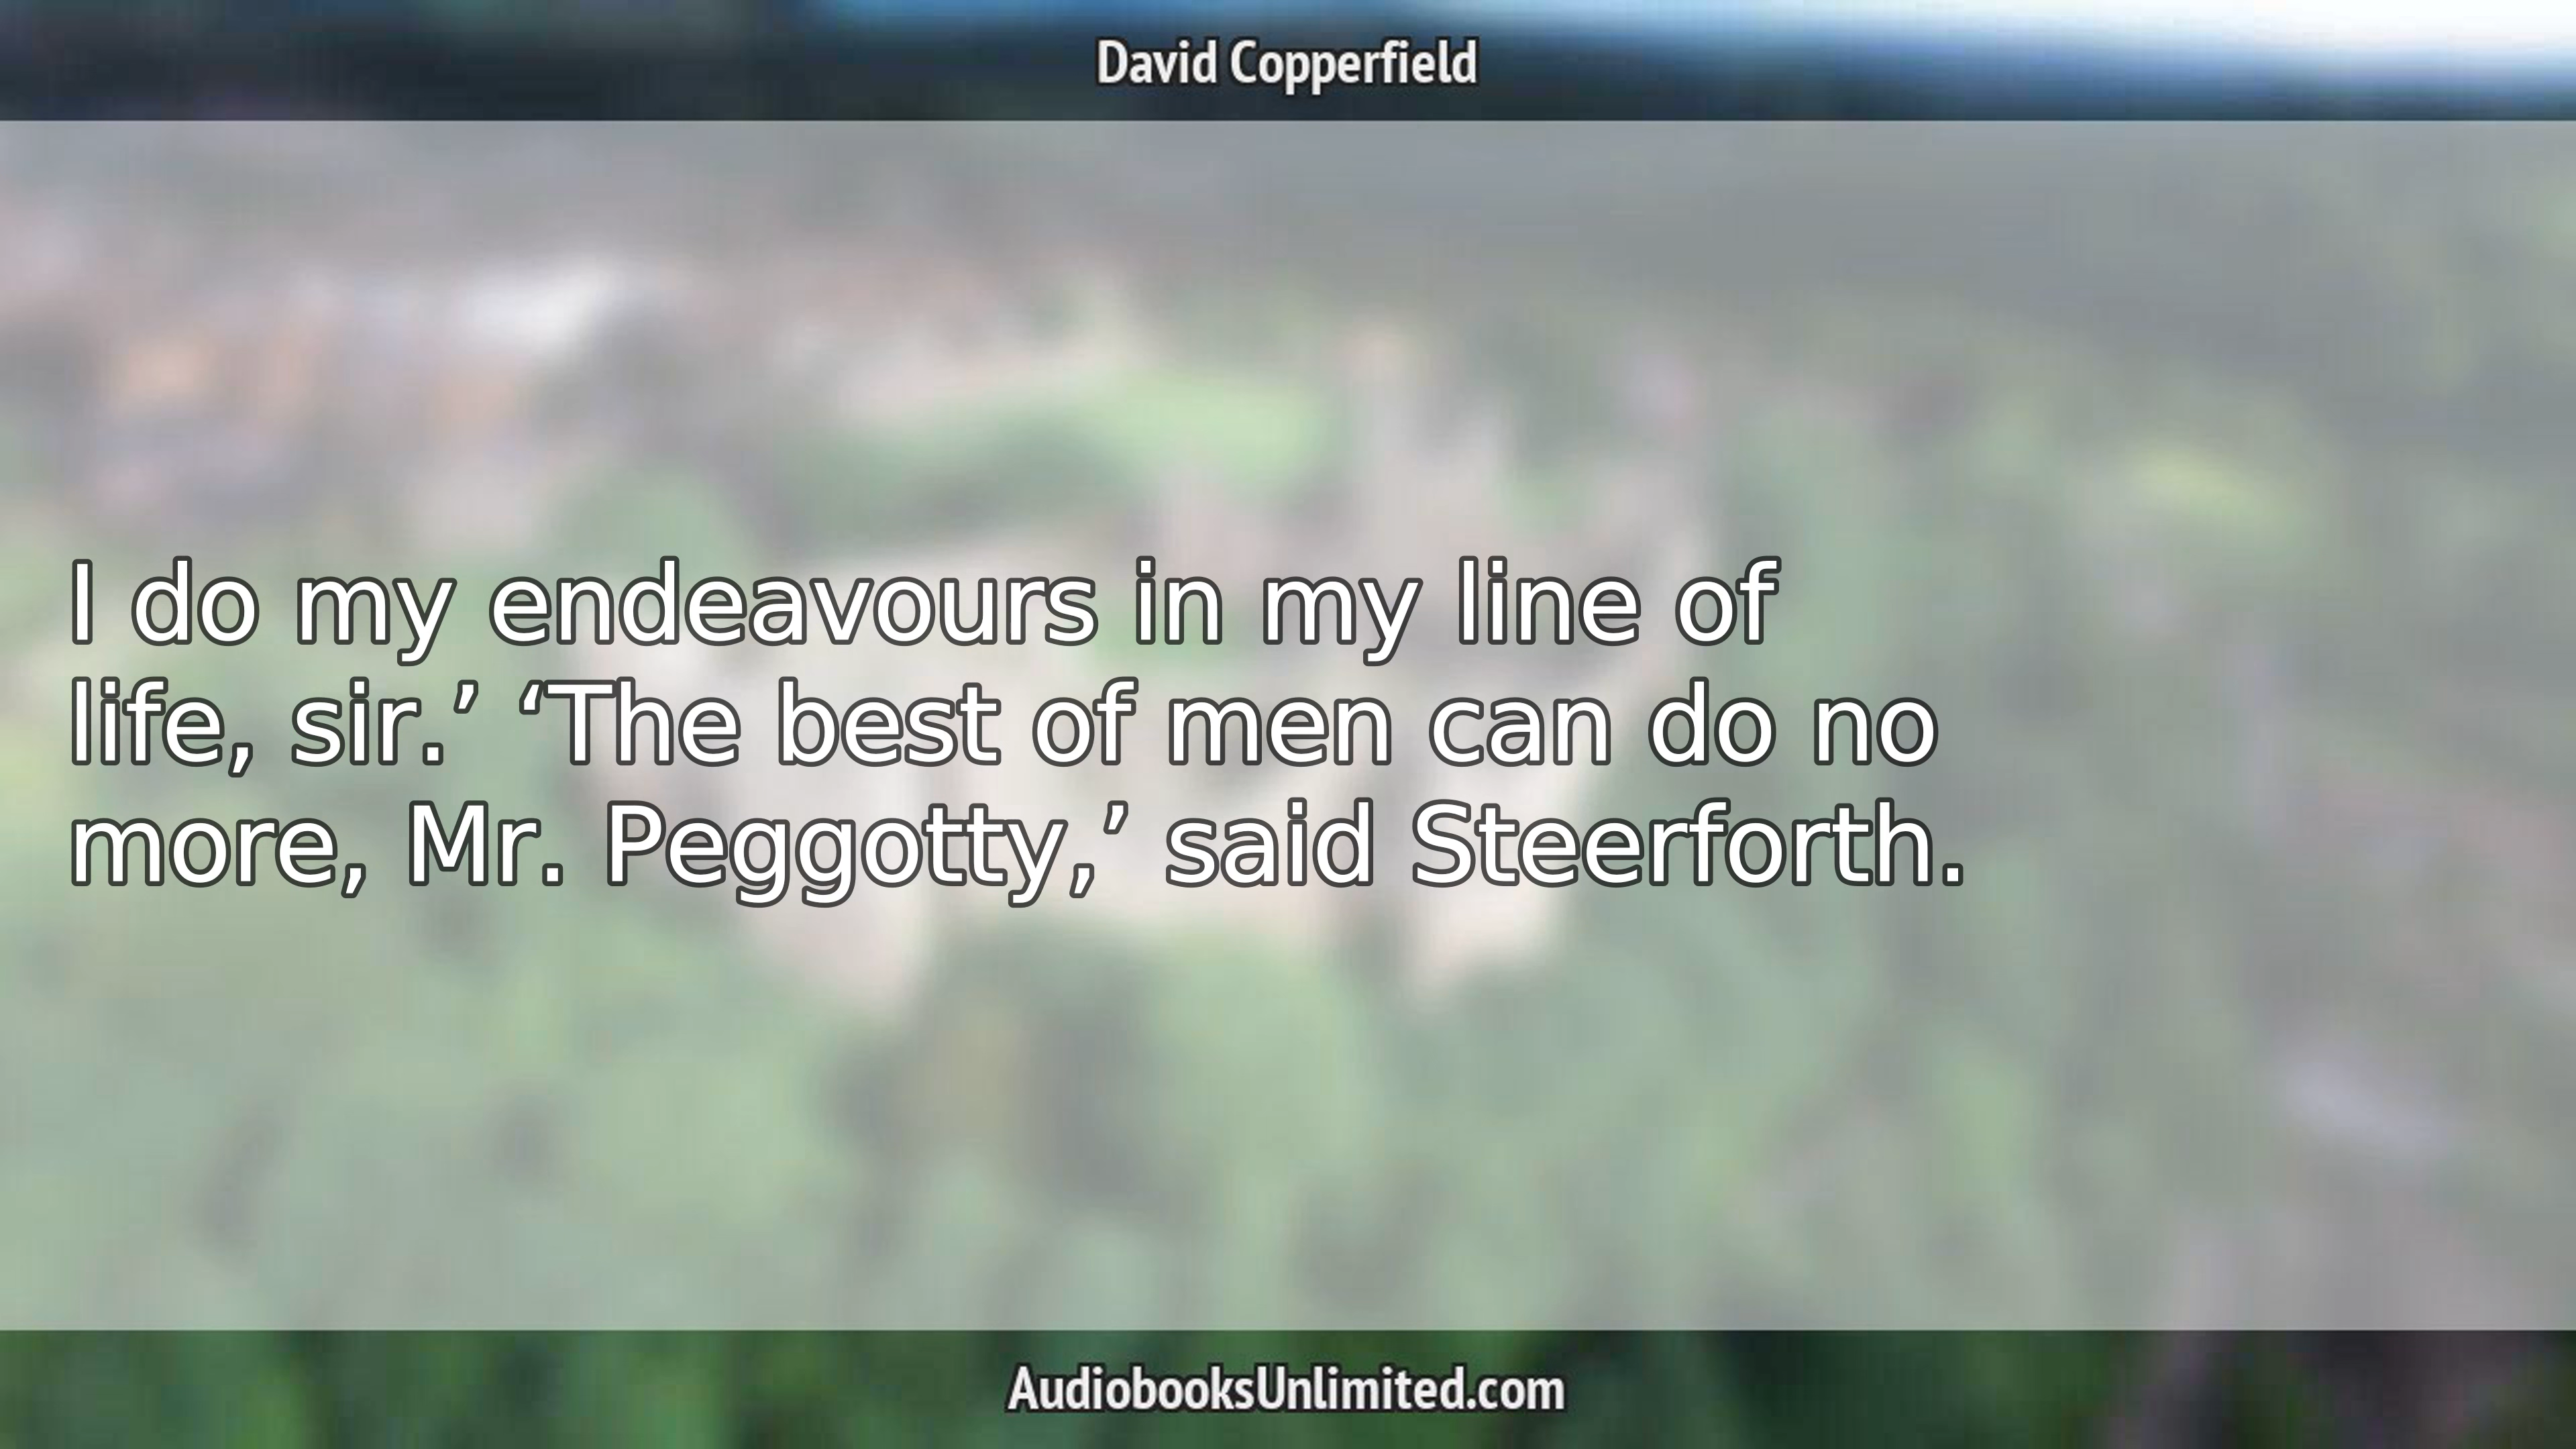 David Copperfield
I do my endeavours in my line of
life, sir.’ ‘The best of men can do no
more, Mr. Peggotty,’ said Steerforth.
AudiobooksUnlimited.com